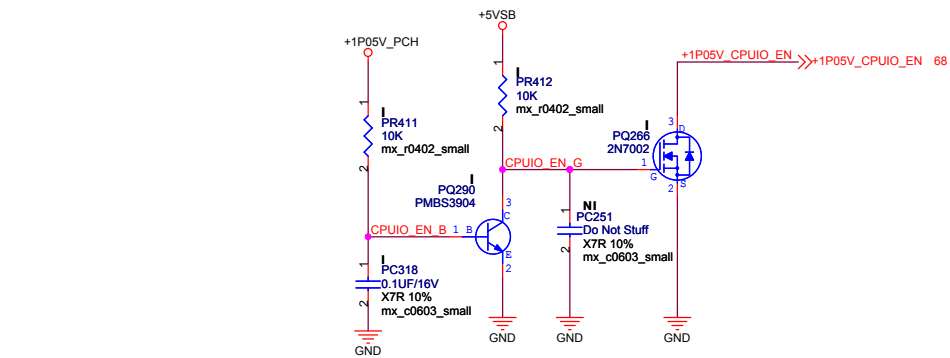 +5VSB
+1P05V_PCH
1
I
PR412
10K
mx_r0402_small
2
1
I
PR411
10K
mx_r0402_small
2
+1P05V_CPUIO_EN
+1P05V_CPUIO_EN 68
I
PQ266
2N7002
3
D
1
G
S
2
CPUIO_EN_G
I
PQ290
PMBS3904
3
C
CPUIO_EN_B
1
B
E
2
NI
1
PC251
Do Not Stuff
X7R 10%
mx_c0603_small
2
I
1
PC318
0.1UF/16V
X7R 10%
mx_c0603_small
2
GND
GND
GND
GND